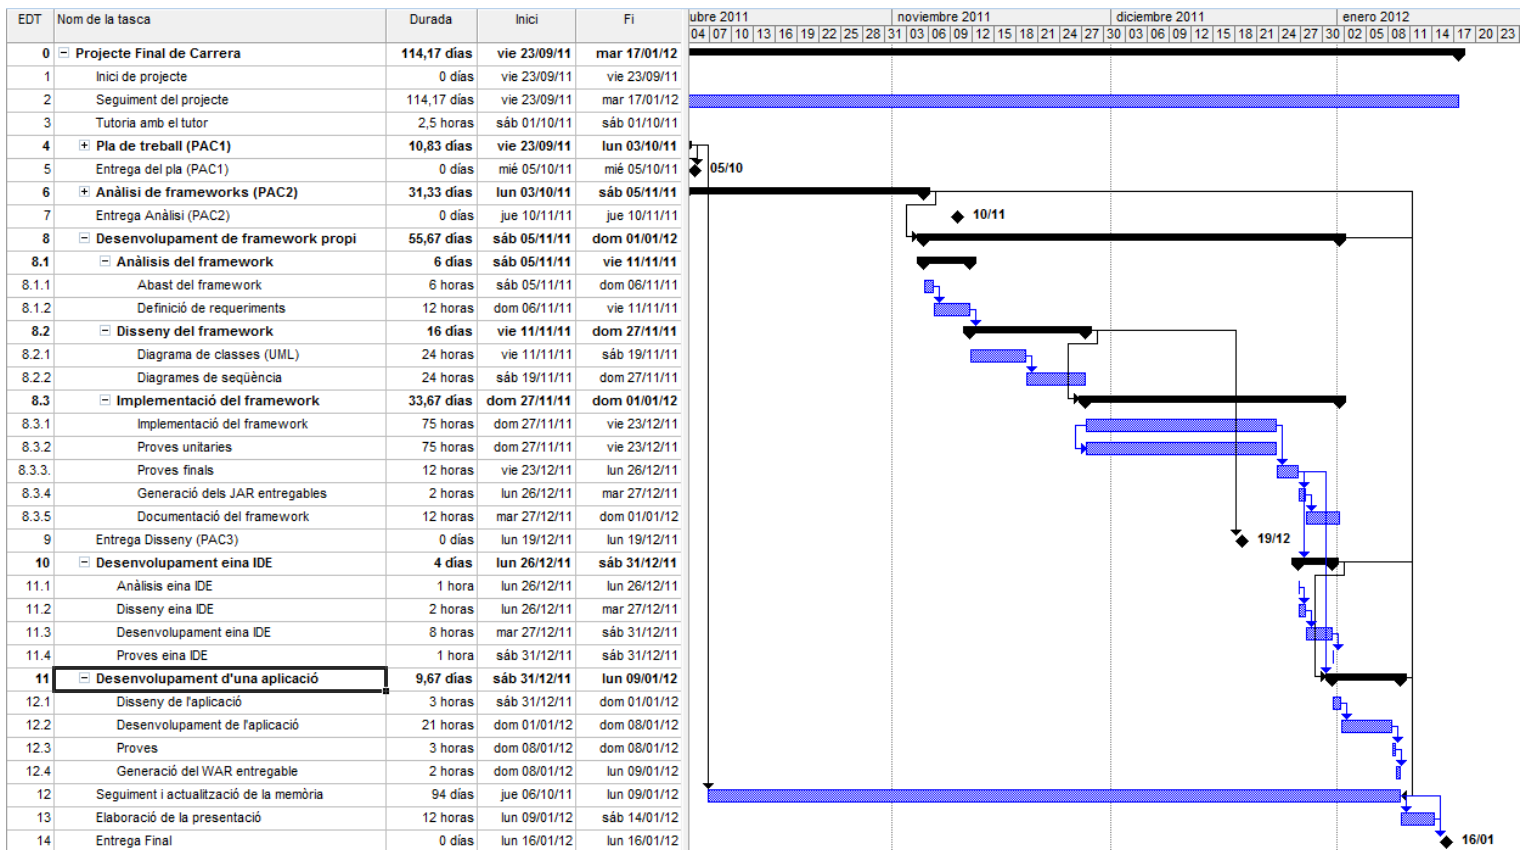 EDT Nom de la tasca Durada Inici Fi ubre 2011 noviembre 2011 diciembre 2011 enero 2012
04 07 10 13 16 19 22 25 28 31 03 06 09 12 15 18 21 24 27 30 03 06 09 12 15 18 21 24 27 30 02 05 08 11 14 17 20 23
0 Projecte Final de Carrera 114,17 días vie 23/09/11 mar 17/01/12
1 Inici de projecte 0 días vie 23/09/11 vie 23/09/11
2 Seguiment del projecte 114,17 días vie 23/09/11 mar 17/01/12
3 Tutoria amb el tutor 2,5 horas sáb 01/10/11 sáb 01/10/11
4 Pla de treball (PAC1) 10,83 días vie 23/09/11 lun 03/10/11
5 Entrega del pla (PAC1) 0 días mié 05/10/11 mié 05/10/11 05/10
6 Anàlisi de frameworks (PAC2) 31,33 días lun 03/10/11 sáb 05/11/11
7 Entrega Anàlisi (PAC2) 0 días jue 10/11/11 jue 10/11/11 10/11
8 Desenvolupament de framework propi 55,67 días sáb 05/11/11 dom 01/01/12
8.1 Anàlisis del framework 6 días sáb 05/11/11 vie 11/11/11
8.1.1 Abast del framework 6 horas sáb 05/11/11 dom 06/11/11
8.1.2 Definició de requeriments 12 horas dom 06/11/11 vie 11/11/11
8.2 Disseny del framework 16 días vie 11/11/11 dom 27/11/11
8.2.1 Diagrama de classes (UML) 24 horas vie 11/11/11 sáb 19/11/11
8.2.2 Diagrames de seqüència 24 horas sáb 19/11/11 dom 27/11/11
8.3 Implementació del framework 33,67 días dom 27/11/11 dom 01/01/12
8.3.1 Implementació del framework 75 horas dom 27/11/11 vie 23/12/11
8.3.2 Proves unitaries 75 horas dom 27/11/11 vie 23/12/11
8.3.3. Proves finals 12 horas vie 23/12/11 lun 26/12/11
8.3.4 Generació dels JAR entregables 2 horas lun 26/12/11 mar 27/12/11
8.3.5 Documentació del framework 12 horas mar 27/12/11 dom 01/01/12
9 Entrega Disseny (PAC3) 0 días lun 19/12/11 lun 19/12/11 19/12
10 Desenvolupament eina IDE 4 días lun 26/12/11 sáb 31/12/11
11.1 Anàlisis eina IDE 1 hora lun 26/12/11 lun 26/12/11
11.2 Disseny eina IDE 2 horas lun 26/12/11 mar 27/12/11
11.3 Desenvolupament eina IDE 8 horas mar 27/12/11 sáb 31/12/11
11.4 Proves eina IDE 1 hora sáb 31/12/11 sáb 31/12/11
11 Desenvolupament d'una aplicació 9,67 días sáb 31/12/11 lun 09/01/12
12.1 Disseny de l'aplicació 3 horas sáb 31/12/11 dom 01/01/12
12.2 Desenvolupament de l'aplicació 21 horas dom 01/01/12 dom 08/01/12
12.3 Proves 3 horas dom 08/01/12 dom 08/01/12
12.4 Generació del WAR entregable 2 horas dom 08/01/12 lun 09/01/12
12 Seguiment i actualització de la memòria 94 días jue 06/10/11 lun 09/01/12
13 Elaboració de la presentació 12 horas lun 09/01/12 sáb 14/01/12
14 Entrega Final 0 días lun 16/01/12 lun 16/01/12 16/01